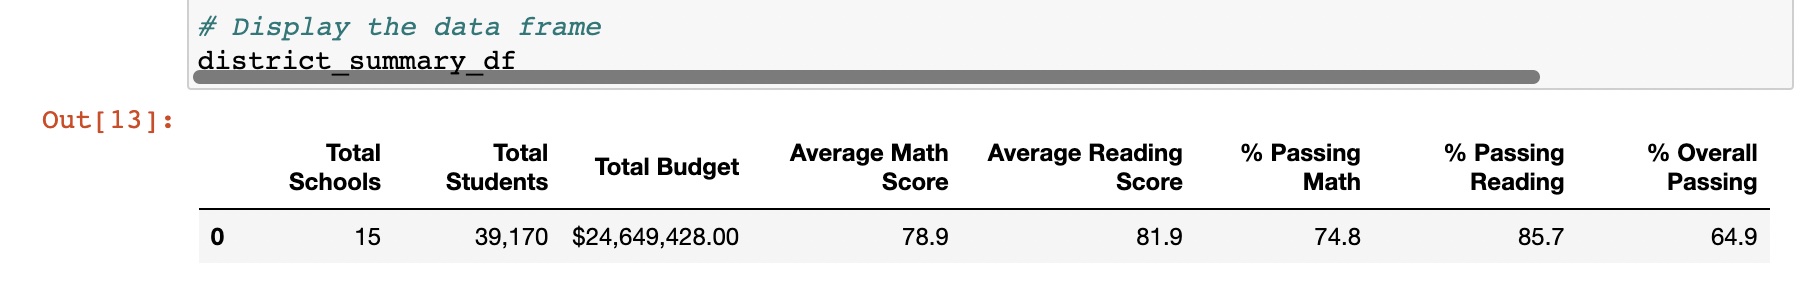 # Display the data frame
district_summary_df
Out[13]:
Total Schools Total Students Total Budget Average Math Score Average Reading Score % Passing Math % Passing Reading % Overall Passing
0 15 39,170 $24,649,428.00 78.9 81.9 74.8 85.7 64.9